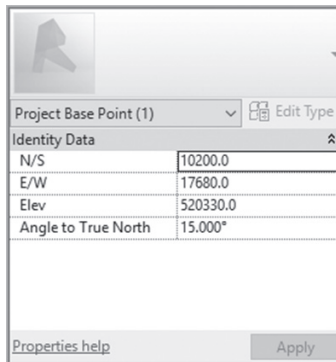 Project Base Point (1) Edit Type
Identity Data
N/S 10200.0
E/W 17680.0
Elev 520330.0
Angle to True North 15.000°
Properties help Apply